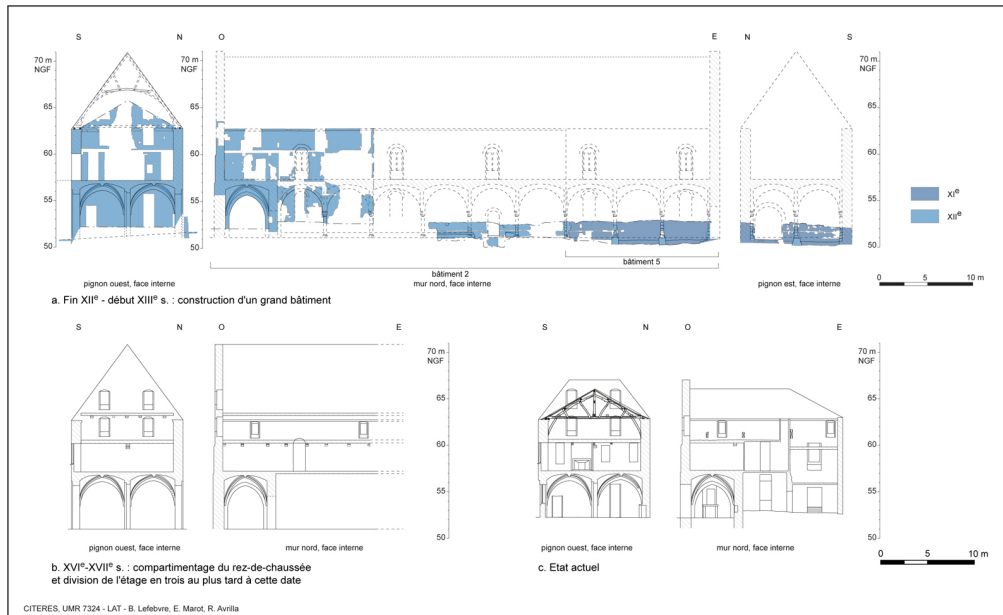 S N O E N S
70 m
NGF
65
60
55
50
70 m
NGF
65
60
55
50
70 m
NGF
65
60
55
50
XIe
XIIe
bâtiment 5
bâtiment 2
pignon ouest, face interne
mur nord, face interne
pignon est, face interne
0 5 10 m
a. Fin XIIe - début XIIIe s. : construction d'un grand bâtiment
S N O E
70 m
NGF
65
60
55
50
S N O E
70 m
NGF
65
60
55
50
pignon ouest, face interne
mur nord, face interne
pignon ouest, face interne
mur nord, face interne
b. XVIe-XVIIe s. : compartimentage du rez-de-chaussée
et division de l'étage en trois au plus tard à cette date
c. Etat actuel
0 5 10 m
CITERES, UMR 7324 - LAT - B. Lefebvre, E. Marot, R. Avrilla